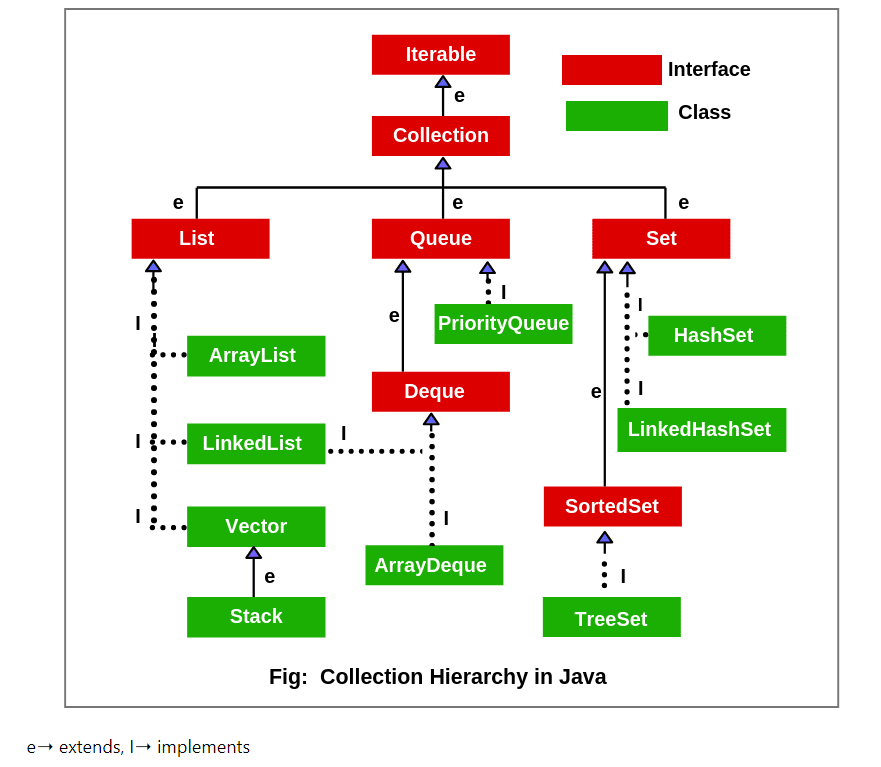 Iterable
Interface
e
Class
Collection
e
e
e
List
Queue
Set
I
I
I
PriorityQueue
e
HashSet
ArrayList
Deque
e
I
LinkedHashSet
I
LinkedList
I
SortedSet
I
Vector
I
ArrayDeque
e
I
Stack
TreeSet
Fig: Collection Hierarchy in Java
e→ extends, I→ implements